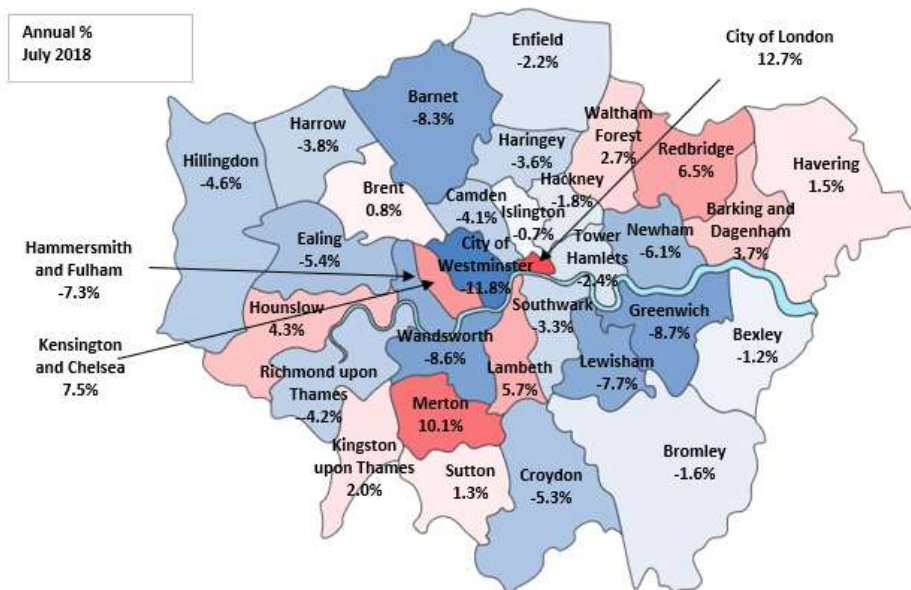 Annual %
July 2018
Enfield
-2.2%
City of London
12.7%
Barnet
-8.3%
Waltham
Forest
2.7%
Harrow
-3.8%
Haringey
-3.6%
Redbridge
6.5%
Hillingdon
-4.6%
Havering
1.5%
Brent
0.8%
Camden
-4.1%
Hackney
-1.8%
Islington
-0.7%
Barking and
Dagenham
3.7%
Ealing
-5.4%
City of
Westminster
-11.8%
Tower
Hamlets
-2.4%
Newham
-6.1%
Hammersmith
and Fulham
-7.3%
Hounslow
4.3%
Southwark
-3.3%
Greenwich
-8.7%
Kensington
and Chelsea
7.5%
Wandsworth
-8.6%
Bexley
-1.2%
Richmond upon
Thames
--4.2%
Lambeth
5.7%
Lewisham
-7.7%
Merton
10.1%
Kingston
upon Thames
2.0%
Sutton
1.3%
Croydon
-5.3%
Bromley
-1.6%